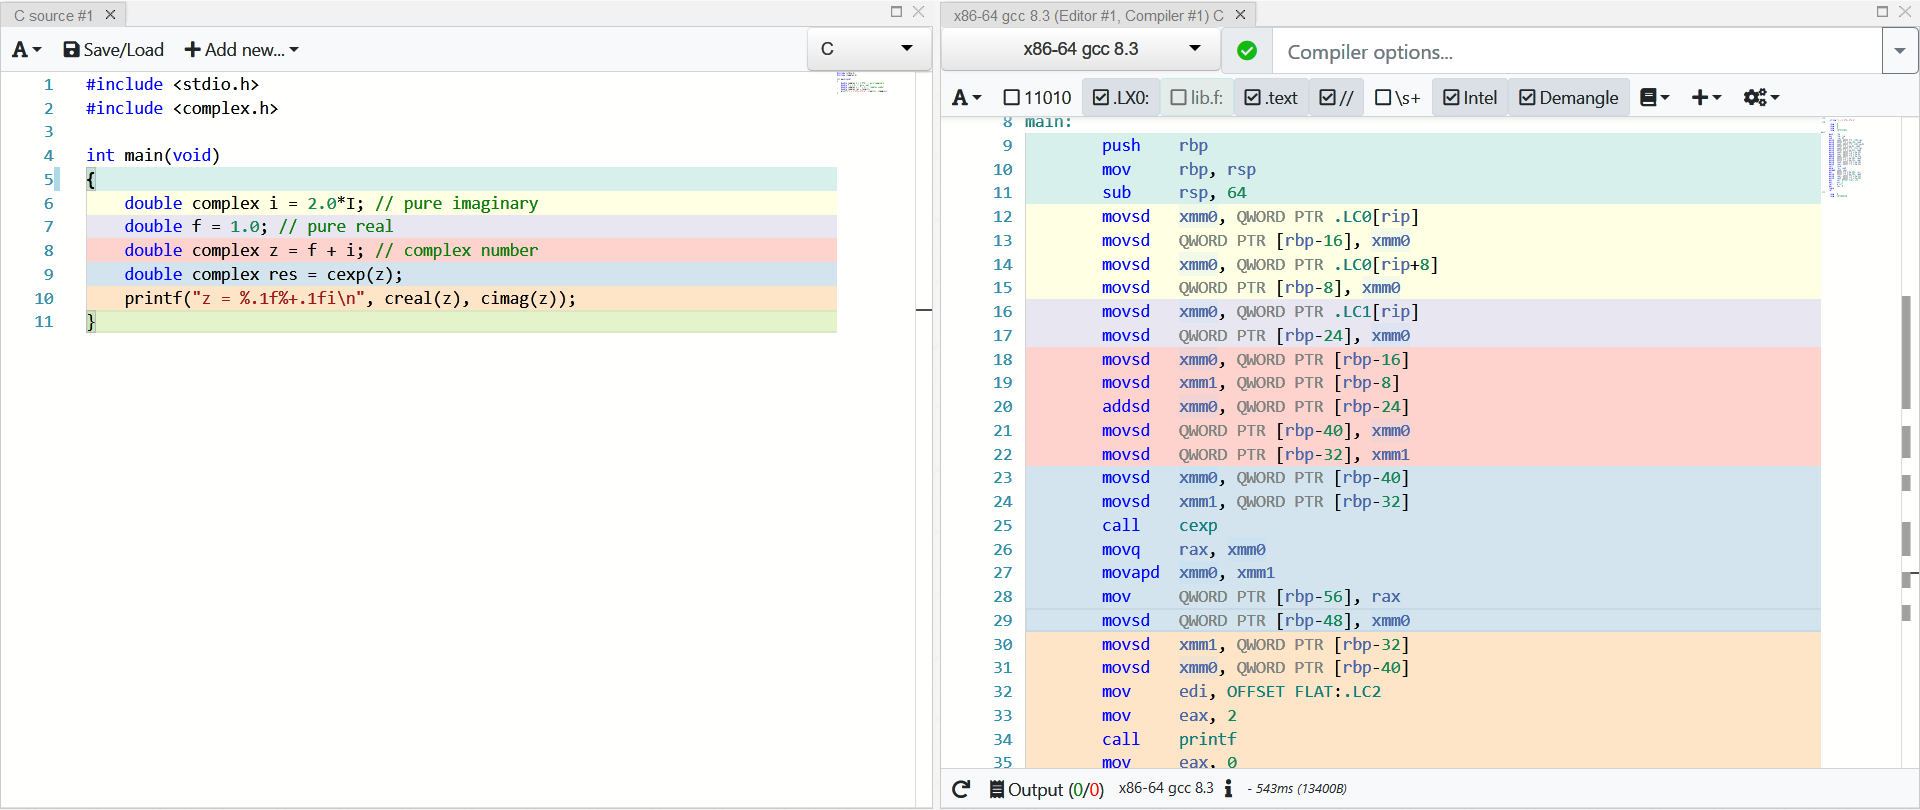 C source #1
A
Save/Load
Add new...
C
1 #include <stdio.h>
2 #include <complex.h>
3
4 int main(void)
5 {
6 double complex i = 2.0*I; // pure imaginary
7 double f = 1.0; // pure real
8 double complex z = f + i; // complex number
9 double complex res = cexp(z);
10 printf("z = %.1f%+.1fi\n", creal(z), cimag(z));
11 }
x86-64 gcc 8.3 (Editor #1, Compiler #1) C
x86-64 gcc 8.3
Compiler options...
A
11010
.LX0:
lib.f:
.text
//
\s+
Intel
Demangle
8 main:
9 push rbp
10 mov rbp, rsp
11 sub rsp, 64
12 movsd xmm0, QWORD PTR .LC0[rip]
13 movsd QWORD PTR [rbp-16], xmm0
14 movsd xmm0, QWORD PTR .LC0[rip+8]
15 movsd QWORD PTR [rbp-8], xmm0
16 movsd xmm0, QWORD PTR .LC1[rip]
17 movsd QWORD PTR [rbp-24], xmm0
18 movsd xmm0, QWORD PTR [rbp-16]
19 movsd xmm1, QWORD PTR [rbp-8]
20 addsd xmm0, QWORD PTR [rbp-24]
21 movsd QWORD PTR [rbp-40], xmm0
22 movsd QWORD PTR [rbp-32], xmm1
23 movsd xmm0, QWORD PTR [rbp-40]
24 movsd xmm1, QWORD PTR [rbp-32]
25 call cexp
26 movq rax, xmm0
27 movapd xmm0, xmm1
28 mov QWORD PTR [rbp-56], rax
29 movsd QWORD PTR [rbp-48], xmm0
30 movsd xmm1, QWORD PTR [rbp-32]
31 movsd xmm0, QWORD PTR [rbp-40]
32 mov edi, OFFSET FLAT:.LC2
33 mov eax, 2
34 call printf
35 mov eax, 0
Output (0/0) x86-64 gcc 8.3 i - 543ms (13400B)